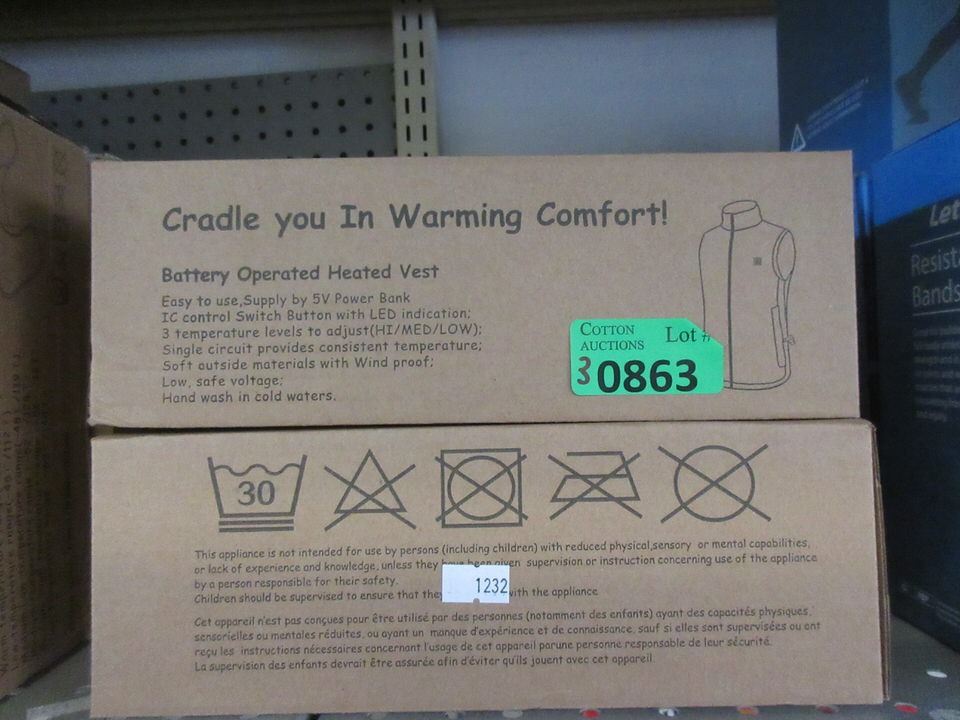 Cradle you In Warming Comfort!
Battery Operated Heated Vest
Easy to use,Supply by 5V Power Bank
IC control Switch Button with LED indication;
3 temperature levels to adjust(HI/MED/LOW);
Single circuit provides consistent temperature;
Soft outside materials with Wind proof;
Low, safe voltage;
Hand wash in cold waters.
COTTON AUCTIONS Lot #
3 0863
30
This appliance is not intended for use by persons (including children) with reduced physical,sensory or mental capabilities,
or lack of experience and knowledge, unless they have been given supervision or instruction concerning use of the appliance
by a person responsible for their safety.
Children should be supervised to ensure that they with the appliance
1232
Cet appareil n'est pas conçues pour être utilisé par des personnes (notamment des enfants) ayant des capacités physiques,
sensorielles ou mentales réduites, ou ayant un manque d'expérience et de connaissance, sauf si elles sont supervisées ou ont
reçu les instructions nécessaires concernant l'usage de cet appareil parune personne responsable de leur sécurité.
La supervision des enfants devrait être assurée afin d'éviter qu'ils jouent avec cet appareil.
Let
Resist
Bands